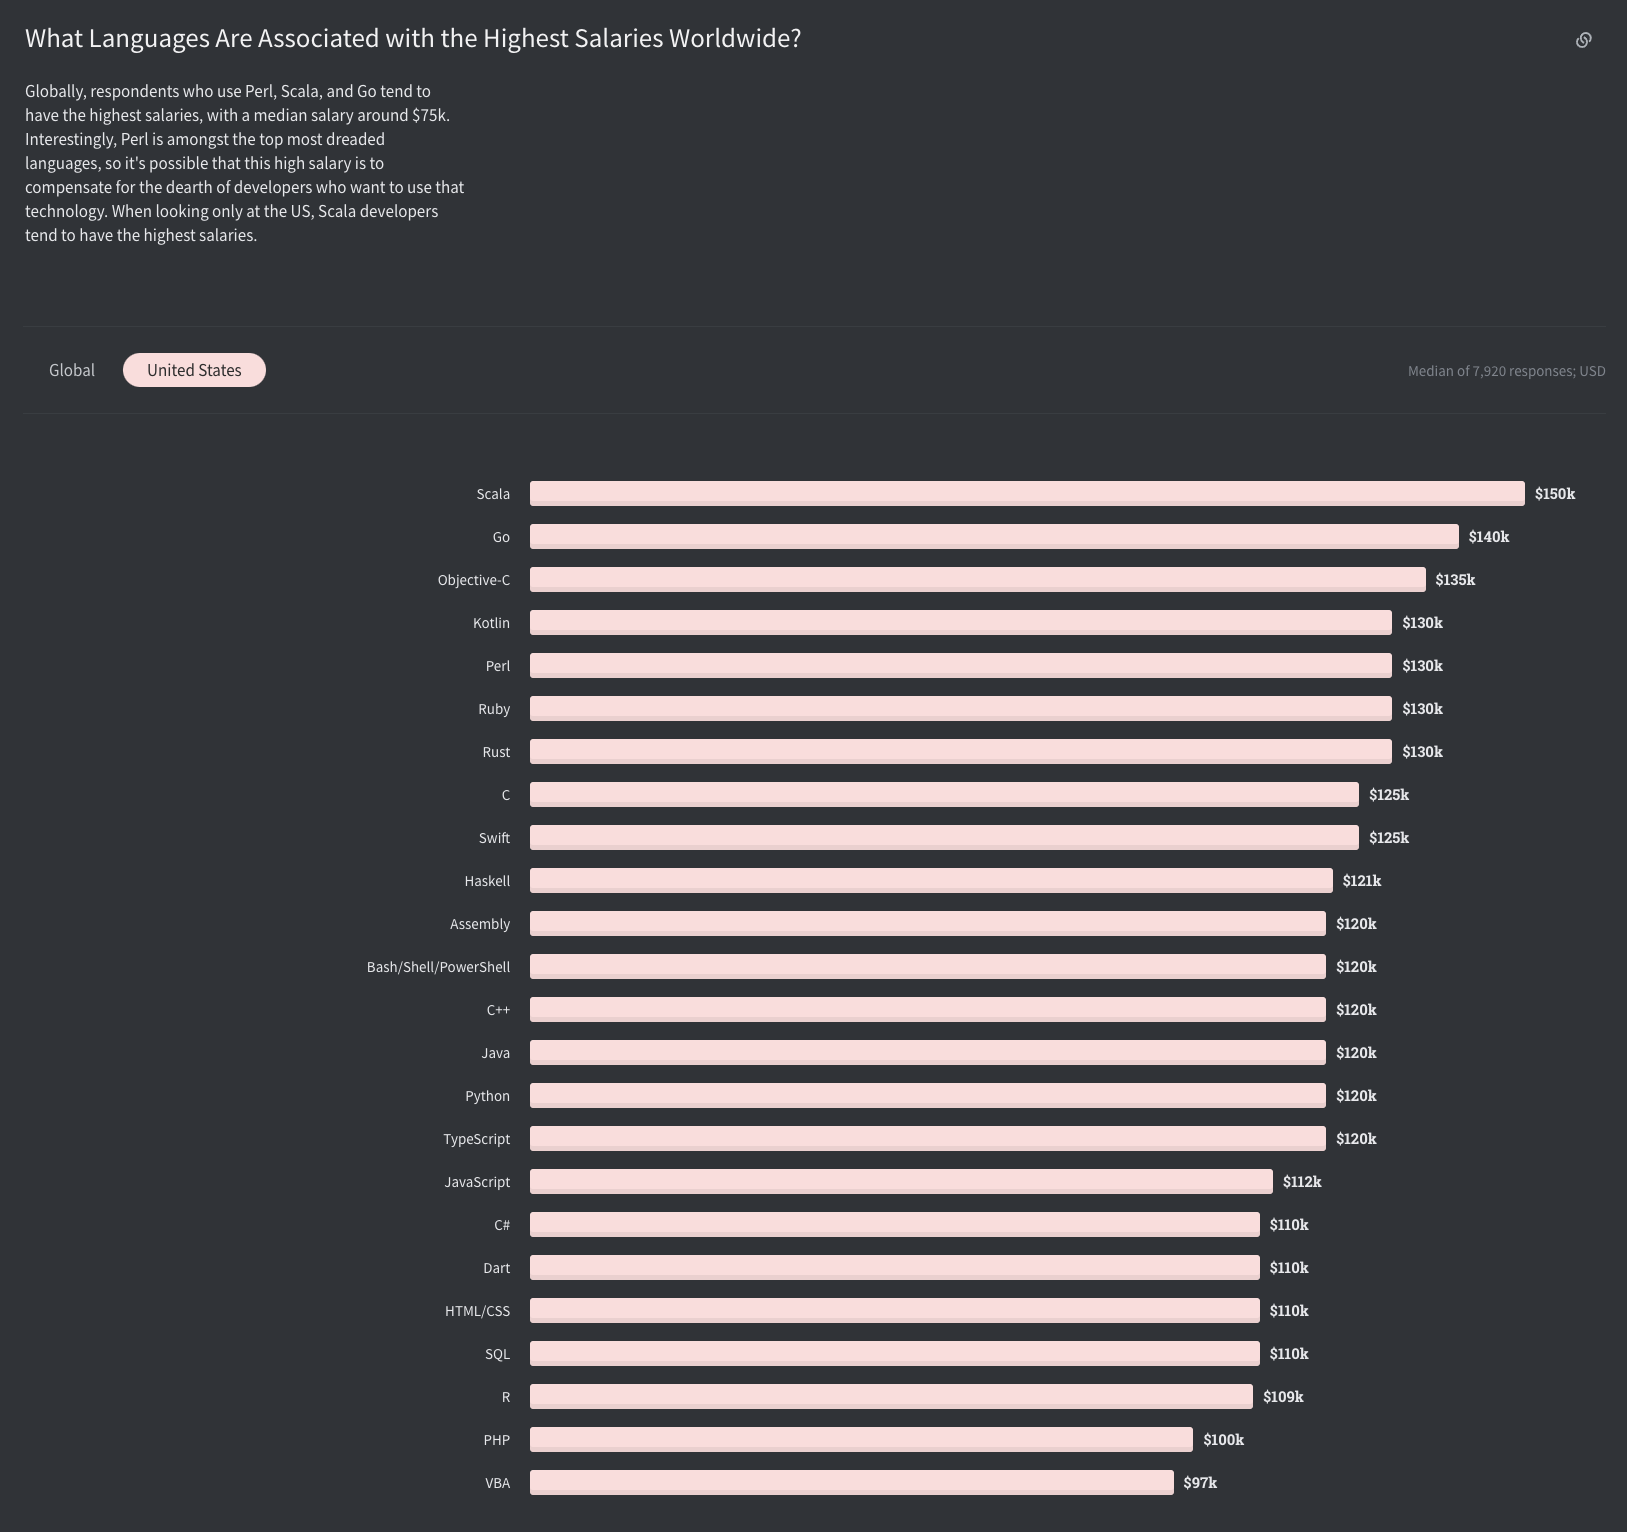 What Languages Are Associated with the Highest Salaries Worldwide?
Globally, respondents who use Perl, Scala, and Go tend to
have the highest salaries, with a median salary around $75k.
Interestingly, Perl is amongst the top most dreaded
languages, so it's possible that this high salary is to
compensate for the dearth of developers who want to use that
technology. When looking only at the US, Scala developers
tend to have the highest salaries.
Global United States Median of 7,920 responses; USD
Scala $150k
Go $140k
Objective-C $135k
Kotlin $130k
Perl $130k
Ruby $130k
Rust $130k
C $125k
Swift $125k
Haskell $121k
Assembly $120k
Bash/Shell/PowerShell $120k
C++ $120k
Java $120k
Python $120k
TypeScript $120k
JavaScript $112k
C# $110k
Dart $110k
HTML/CSS $110k
SQL $110k
R $109k
PHP $100k
VBA $97k